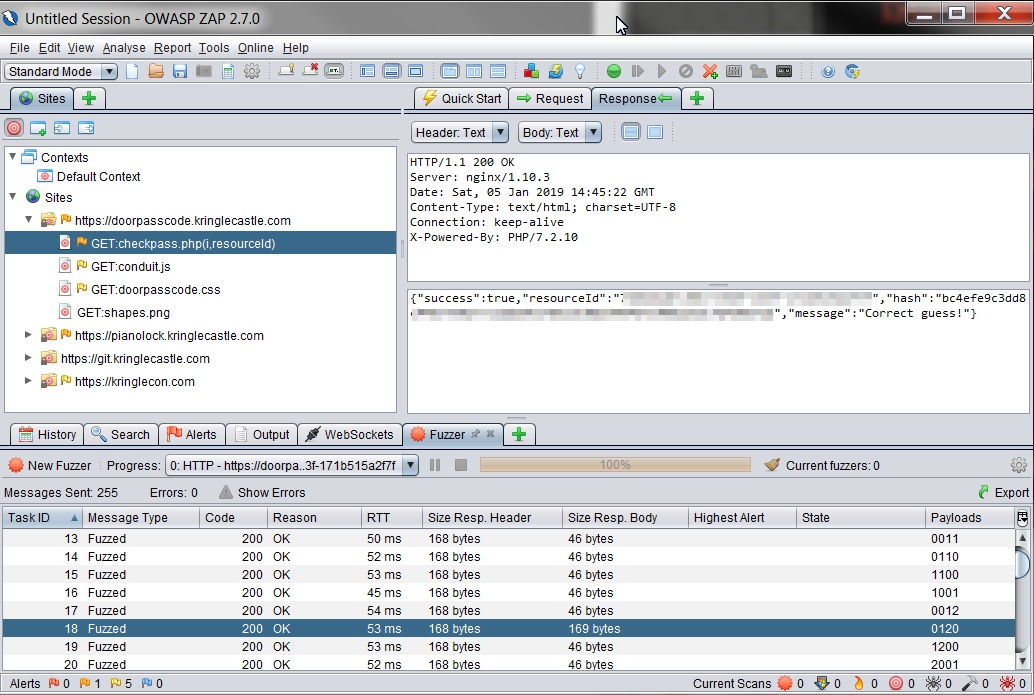 Untitled Session - OWASP ZAP 2.7.0
File Edit View Analyse Report Tools Online Help
Standard Mode
Sites
Quick Start Request Response
Header: Text Body: Text
Contexts
Default Context
Sites
https://doorpasscode.kringlecastle.com
GET:checkpass.php(i,resourceId)
GET:conduit.js
GET:doorpasscode.css
GET:shapes.png
https://pianolock.kringlecastle.com
https://git.kringlecastle.com
https://kringlecon.com
HTTP/1.1 200 OK
Server: nginx/1.10.3
Date: Sat, 05 Jan 2019 14:45:22 GMT
Content-Type: text/html; charset=UTF-8
Connection: keep-alive
X-Powered-By: PHP/7.2.10
{"success":true,"resourceId":" ","hash":"bc4efe9c3dd8
","message":"Correct guess!"}
History Search Alerts Output WebSockets Fuzzer
New Fuzzer Progress: 0: HTTP - https://doorpa..3f-171b515a2f7f 100% Current fuzzers: 0
Messages Sent: 255 Errors: 0 Show Errors Export
Task ID Message Type Code Reason RTT Size Resp. Header Size Resp. Body Highest Alert State Payloads
13 Fuzzed 200 OK 50 ms 168 bytes 46 bytes 0011
14 Fuzzed 200 OK 52 ms 168 bytes 46 bytes 0110
15 Fuzzed 200 OK 53 ms 168 bytes 46 bytes 1100
16 Fuzzed 200 OK 45 ms 168 bytes 46 bytes 1001
17 Fuzzed 200 OK 54 ms 168 bytes 46 bytes 0012
18 Fuzzed 200 OK 53 ms 168 bytes 169 bytes 0120
19 Fuzzed 200 OK 53 ms 168 bytes 46 bytes 1200
20 Fuzzed 200 OK 52 ms 168 bytes 46 bytes 2001
Alerts 0 1 5 0 Current Scans 0 0 0 0 0 0 0